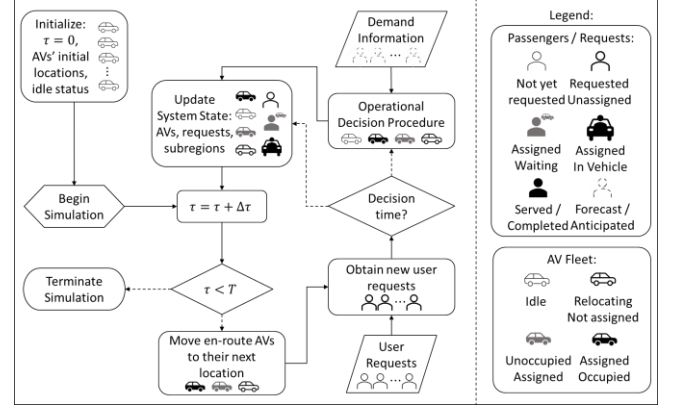 Initialize:
τ = 0,
AVs' initial
locations,
idle status
Demand
Information
...
Update
System State:
AVs, requests,
subregions
Operational
Decision Procedure
Begin
Simulation
τ = τ + Δτ
Decision
time?
Terminate
Simulation
τ < T
Obtain new user
requests
...
Move en-route AVs
to their next
location
User
Requests
...
Legend:
Passengers / Requests:
Not yet
requested
Requested
Unassigned
Assigned
Waiting
Assigned
In Vehicle
Served /
Completed
Forecast /
Anticipated
AV Fleet:
Idle
Relocating
Not assigned
Unoccupied
Assigned
Assigned
Occupied